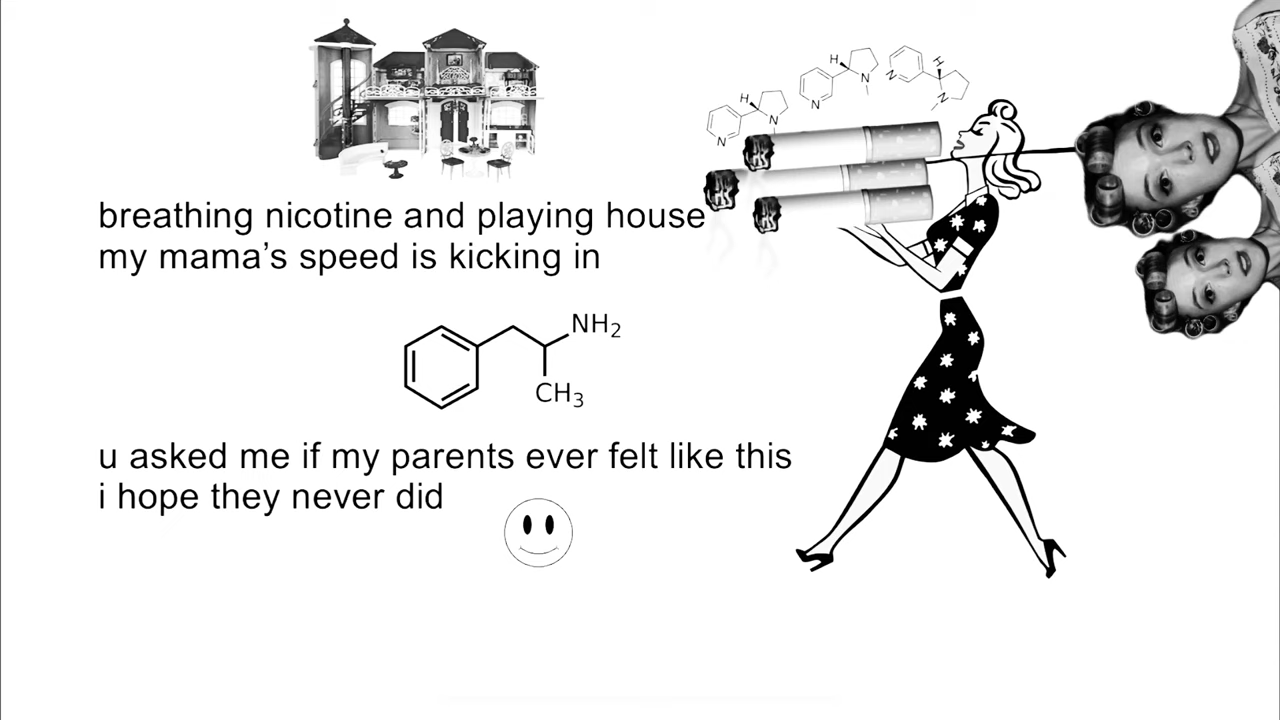 H
N
N
H
N
N
H
N
N
breathing nicotine and playing house
my mama’s speed is kicking in
NH₂
CH₃
u asked me if my parents ever felt like this
i hope they never did